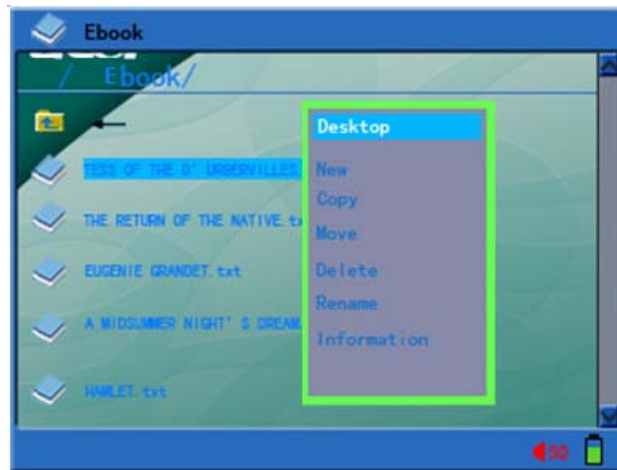 Ebook
/ Ebook/
Desktop
TESS OF THE D' URBERVILLES.
New
Copy
THE RETURN OF THE NATIVE.
Move
EUGENIE GRANDET.txt
Delete
Rename
A MIDSUMMER NIGHT' S DREAM.
Information
HAMLET.txt
50